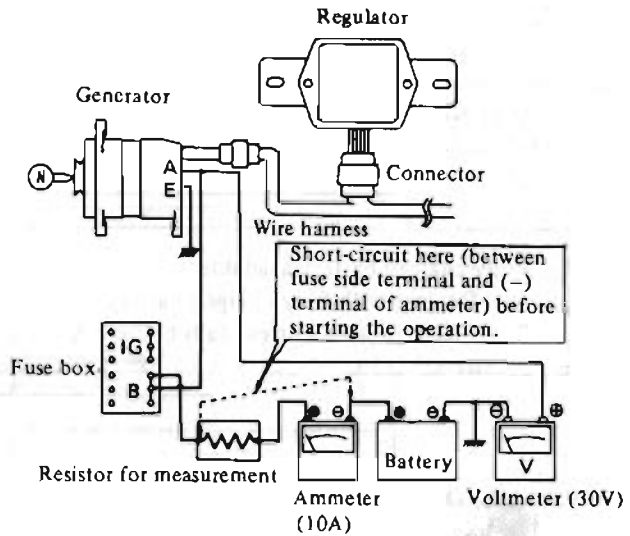 Regulator
Generator
N
A
E
Connector
Wire harness
Short-circuit here (between
fuse side terminal and (−)
terminal of ammeter) before
starting the operation.
Fuse box
IG
B
⊖
⊖
⊖
⊕
Battery
V
Resistor for measurement
Ammeter
(10A)
Voltmeter (30V)